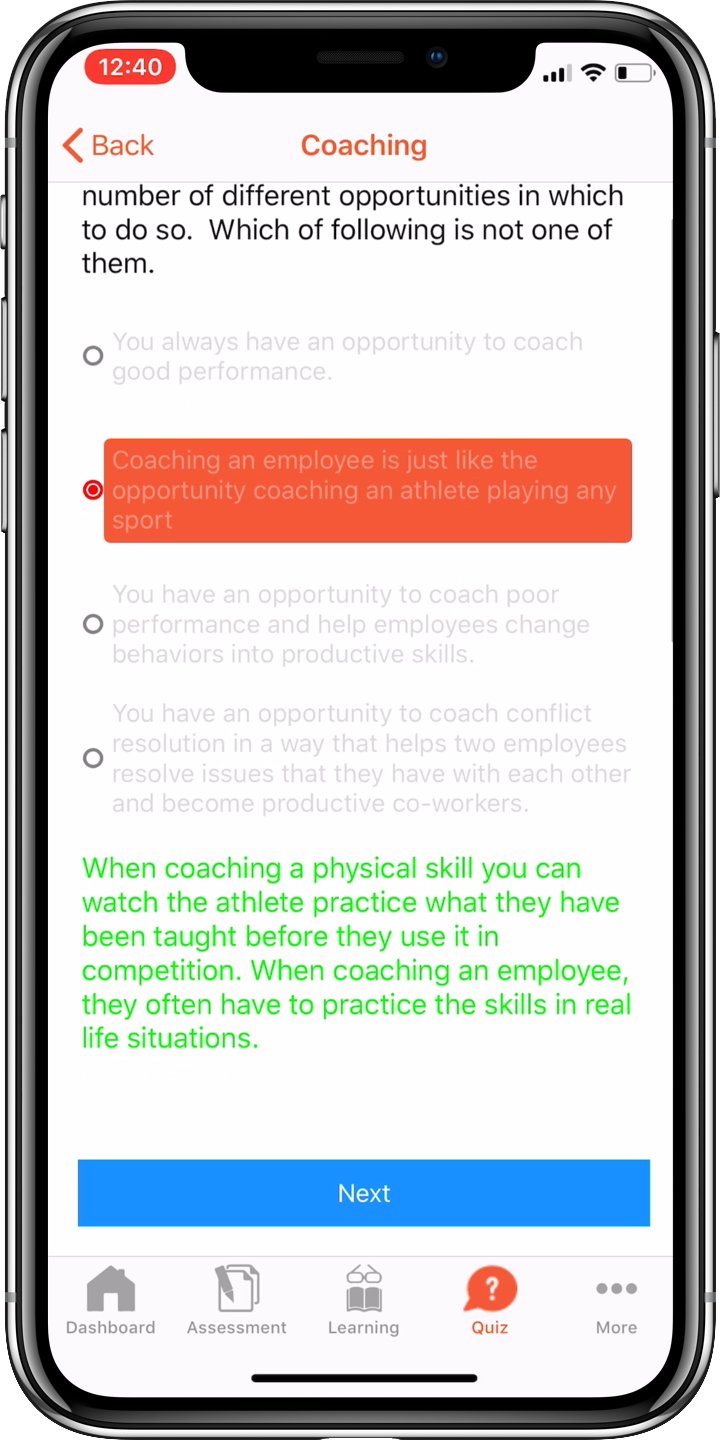 12:40
Back
Coaching
number of different opportunities in which
to do so.  Which of following is not one of
them.
You always have an opportunity to coach
good performance.
Coaching an employee is just like the
opportunity coaching an athlete playing any
sport
You have an opportunity to coach poor
performance and help employees change
behaviors into productive skills.
You have an opportunity to coach conflict
resolution in a way that helps two employees
resolve issues that they have with each other
and become productive co-workers.
When coaching a physical skill you can
watch the athlete practice what they have
been taught before they use it in
competition. When coaching an employee,
they often have to practice the skills in real
life situations.
Next
Dashboard
Assessment
Learning
?
Quiz
More